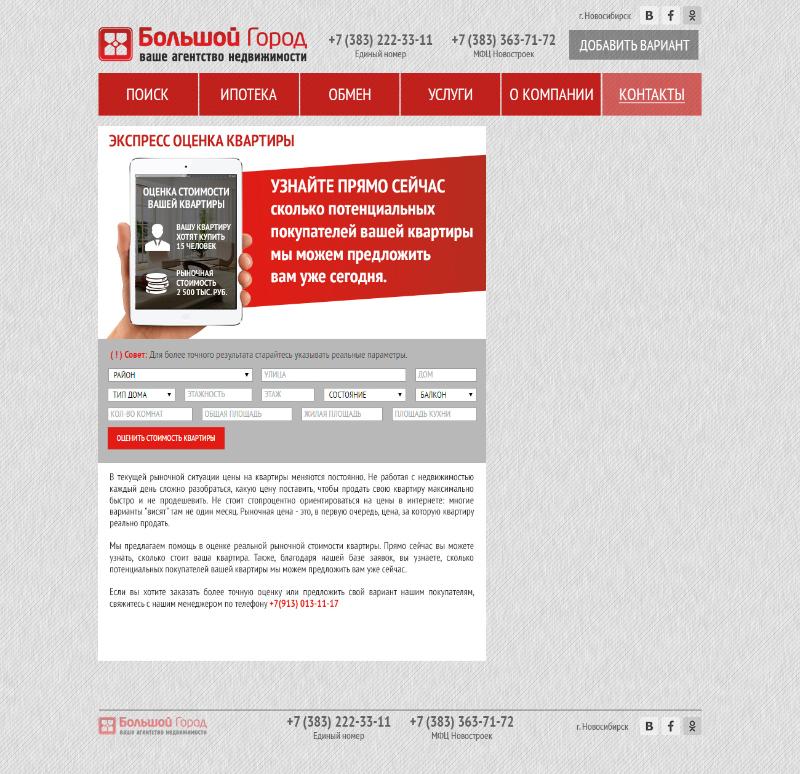 г. Новосибирск
Большой Город
ваше агентство недвижимости
+7 (383) 222-33-11
Единый номер
+7 (383) 363-71-72
МФЦ Новостроек
ДОБАВИТЬ ВАРИАНТ
ПОИСК
ИПОТЕКА
ОБМЕН
УСЛУГИ
О КОМПАНИИ
КОНТАКТЫ
ЭКСПРЕСС ОЦЕНКА КВАРТИРЫ
ОЦЕНКА СТОИМОСТИ
ВАШЕЙ КВАРТИРЫ
ВАШУ КВАРТИРУ
ХОТЯТ КУПИТЬ
15 ЧЕЛОВЕК
РЫНОЧНАЯ
СТОИМОСТЬ
2 500 ТЫС. РУБ.
УЗНАЙТЕ ПРЯМО СЕЙЧАС
сколько потенциальных
покупателей вашей квартиры
мы можем предложить
вам уже сегодня.
( ! ) Совет: Для более точного результата старайтесь указывать реальные параметры.
РАЙОН УЛИЦА ДОМ
ТИП ДОМА ЭТАЖНОСТЬ ЭТАЖ СОСТОЯНИЕ БАЛКОН
КОЛ-ВО КОМНАТ ОБЩАЯ ПЛОЩАДЬ ЖИЛАЯ ПЛОЩАДЬ ПЛОЩАДЬ КУХНИ
ОЦЕНИТЬ СТОИМОСТЬ КВАРТИРЫ
В текущей рыночной ситуации цены на квартиры меняются постоянно. Не работая с недвижимостью
каждый день сложно разобраться, какую цену поставить, чтобы продать свою квартиру максимально
быстро и не продешевить. Не стоит стопроцентно ориентироваться на цены в интернете: многие
варианты "висят" там не один месяц. Рыночная цена - это, в первую очередь, цена, за которую квартиру
реально продать.
Мы предлагаем помощь в оценке реальной рыночной стоимости квартиры. Прямо сейчас вы можете
узнать, сколько стоит ваша квартира. Также, благодаря нашей базе заявок, вы узнаете, сколько
потенциальных покупателей вашей квартиры мы можем предложить вам уже сейчас.
Если вы хотите заказать более точную оценку или предложить свой вариант нашим покупателям,
свяжитесь с нашим менеджером по телефону +7(913) 013-11-17
Большой Город
ваше агентство недвижимости
+7 (383) 222-33-11
Единый номер
+7 (383) 363-71-72
МФЦ Новостроек
г. Новосибирск